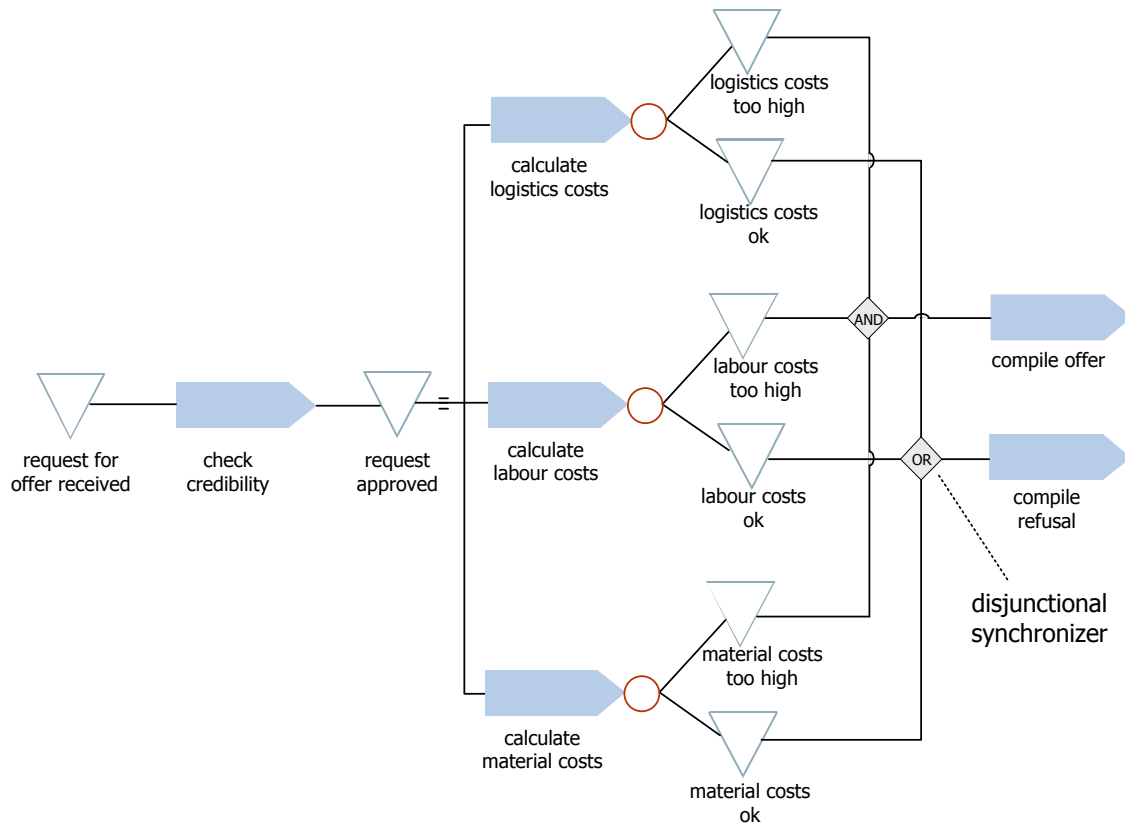 logistics costs
too high
calculate
logistics costs
logistics costs
ok
AND
compile offer
labour costs
too high
request for
offer received
check
credibility
request
approved
calculate
labour costs
OR
labour costs
ok
compile
refusal
disjunctional
synchronizer
material costs
too high
calculate
material costs
material costs
ok